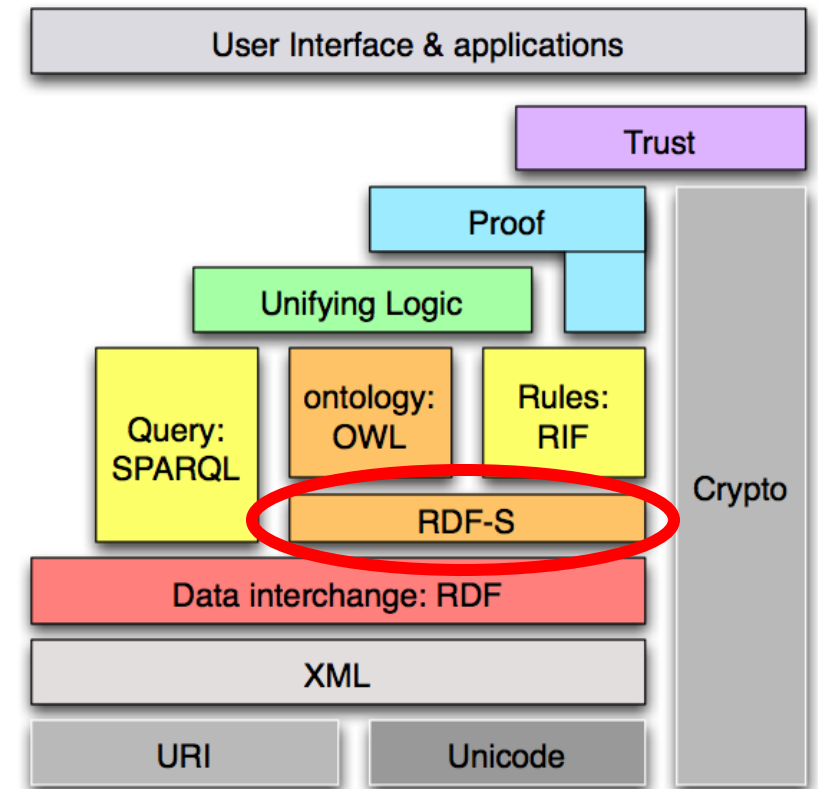 User Interface & applications
Trust
Proof
Unifying Logic
Query:
SPARQL
ontology:
OWL
Rules:
RIF
Crypto
RDF-S
Data interchange: RDF
XML
URI
Unicode